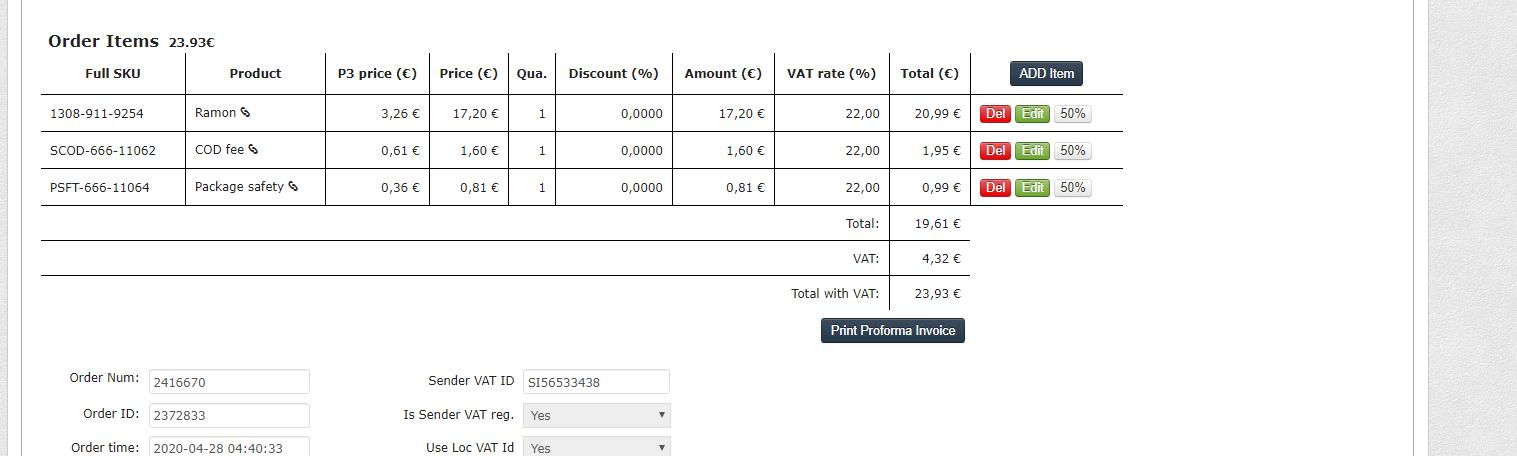 Order Items 23.93€
Full SKU Product P3 price (€) Price (€) Qua. Discount (%) Amount (€) VAT rate (%) Total (€) ADD Item
1308-911-9254 Ramon 3,26 € 17,20 € 1 0,0000 17,20 € 22,00 20,99 € Del Edit 50%
SCOD-666-11062 COD fee 0,61 € 1,60 € 1 0,0000 1,60 € 22,00 1,95 € Del Edit 50%
PSFT-666-11064 Package safety 0,36 € 0,81 € 1 0,0000 0,81 € 22,00 0,99 € Del Edit 50%
Total: 19,61 €
VAT: 4,32 €
Total with VAT: 23,93 €
Print Proforma Invoice
Order Num: 2416670 Sender VAT ID SI56533438
Order ID: 2372833 Is Sender VAT reg. Yes
Order time: 2020-04-28 04:40:33 Use Loc VAT Id Yes